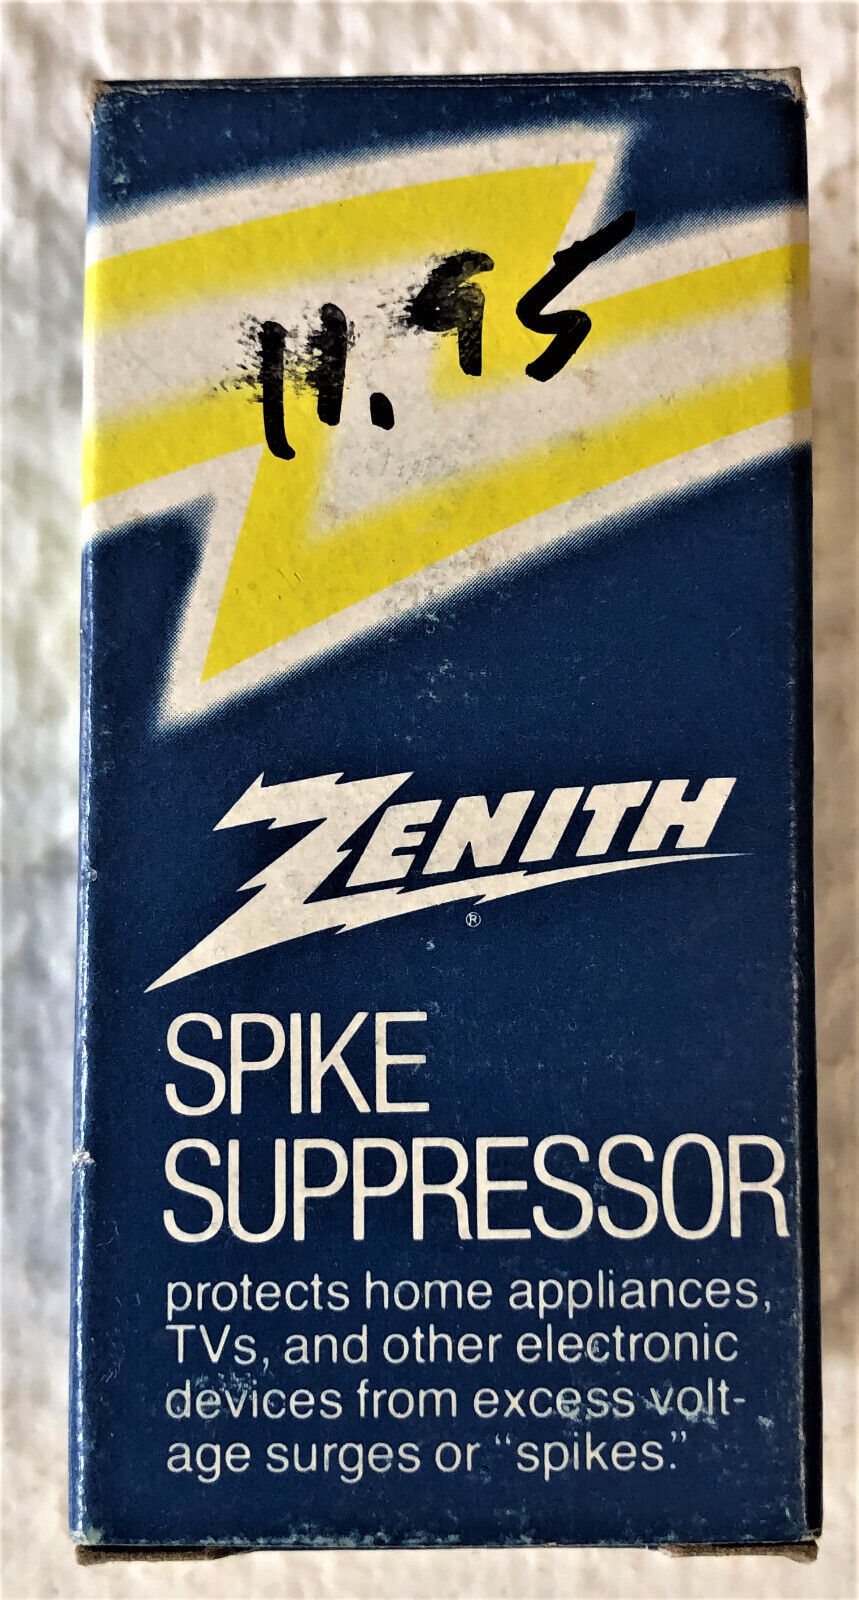 11.95
ZENITH
®
SPIKE
SUPPRESSOR
protects home appliances,
TVs, and other electronic
devices from excess volt-
age surges or “spikes.”